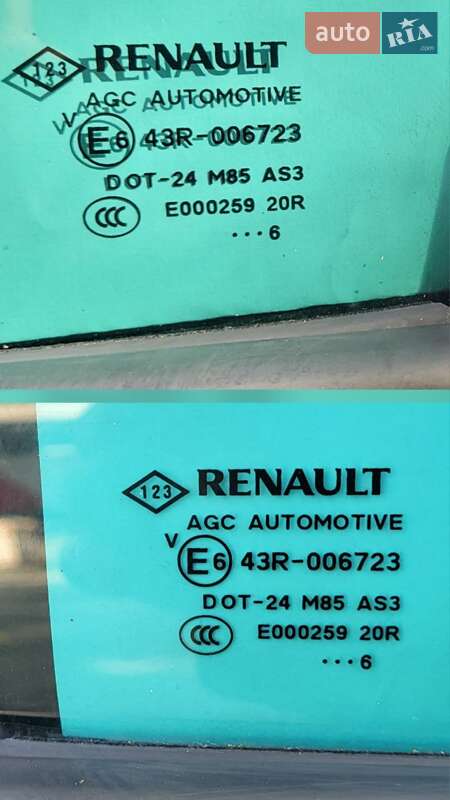 auto RIA .com
123 RENAULT
AGC AUTOMOTIVE
V E6 43R-006723
DOT-24 M85 AS3
CCC E000259 20R
•••6
123 RENAULT
AGC AUTOMOTIVE
V E6 43R-006723
DOT-24 M85 AS3
CCC E000259 20R
•••6